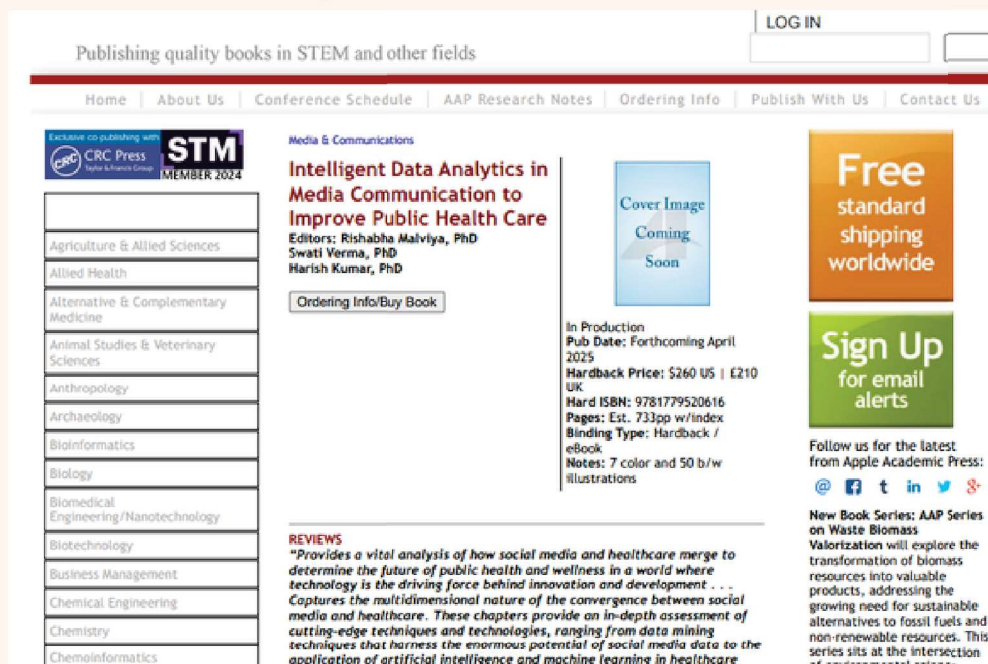 LOG IN
Publishing quality books in STEM and other fields
Home | About Us | Conference Schedule | AAP Research Notes | Ordering Info | Publish With Us | Contact Us
Exclusive co-publishing with
CRC Press
Taylor & Francis Group
STM
MEMBER 2024
Agriculture & Allied Sciences
Allied Health
Alternative & Complementary
Medicine
Animal Studies & Veterinary
Sciences
Anthropology
Archaeology
Bioinformatics
Biology
Biomedical
Engineering/Nanotechnology
Biotechnology
Business Management
Chemical Engineering
Chemistry
Chemoinformatics
Media & Communications
Intelligent Data Analytics in
Media Communication to
Improve Public Health Care
Editors: Rishabha Malviya, PhD
Swati Verma, PhD
Harish Kumar, PhD
Ordering Info/Buy Book
Cover Image
Coming
Soon
In Production
Pub Date: Forthcoming April
2025
Hardback Price: $260 US | £210
UK
Hard ISBN: 9781779520616
Pages: Est. 733pp w/index
Binding Type: Hardback /
eBook
Notes: 7 color and 50 b/w
illustrations
REVIEWS
"Provides a vital analysis of how social media and healthcare merge to
determine the future of public health and wellness in a world where
technology is the driving force behind innovation and development . . .
Captures the multidimensional nature of the convergence between social
media and healthcare. These chapters provide an in-depth assessment of
cutting-edge techniques and technologies, ranging from data mining
techniques that harness the enormous potential of social media data to the
application of artificial intelligence and machine learning in healthcare
Free
standard
shipping
worldwide
Sign Up
for email
alerts
Follow us for the latest
from Apple Academic Press:
New Book Series: AAP Series
on Waste Biomass
Valorization will explore the
transformation of biomass
resources into valuable
products, addressing the
growing need for sustainable
alternatives to fossil fuels and
non-renewable resources. This
series sits at the intersection